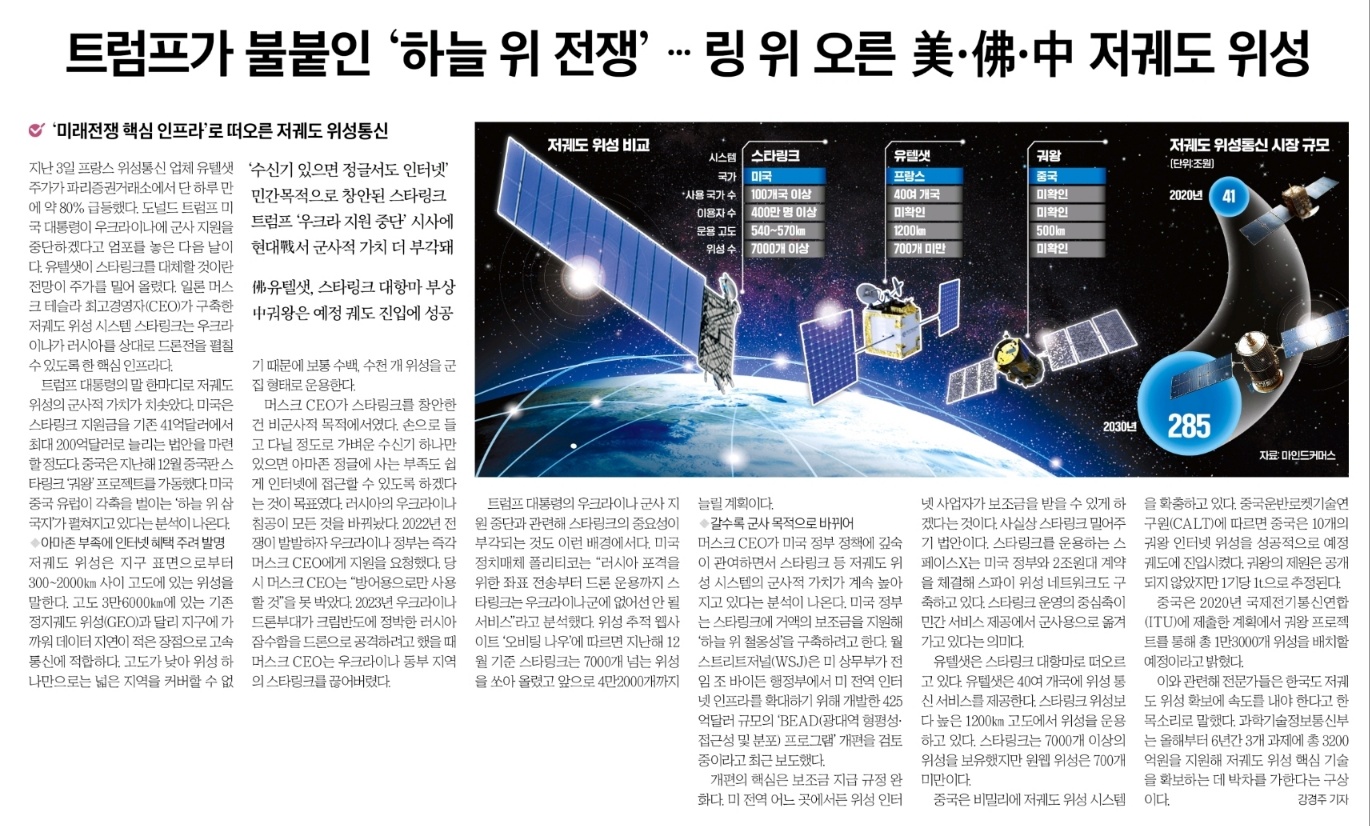 트럼프가 불붙인 ‘하늘 위 전쟁’ … 링 위 오른 美·佛·中 저궤도 위성
‘미래전쟁 핵심 인프라’로 떠오른 저궤도 위성통신
지난 3일 프랑스 위성통신 업체 유텔샛
주가가 파리증권거래소에서 단 하루 만
에 약 80% 급등했다. 도널드 트럼프 미
국 대통령이 우크라이나에 군사 지원을
중단하겠다고 엄포를 놓은 다음 날이
다. 유텔샛이 스타링크를 대체할 것이란
전망이 주가를 밀어 올렸다. 일론 머스
크 테슬라 최고경영자(CEO)가 구축한
저궤도 위성 시스템 스타링크는 우크라
이나가 러시아를 상대로 드론전을 펼칠
수 있도록 한 핵심 인프라다.
트럼프 대통령의 말 한마디로 저궤도
위성의 군사적 가치가 치솟았다. 미국은
스타링크 지원금을 기존 41억달러에서
최대 200억달러로 늘리는 법안을 마련
할 정도다. 중국은 지난해 12월 중국판 스
타링크 ‘궈왕’ 프로젝트를 가동했다. 미국
중국 유럽이 각축을 벌이는 ‘하늘 위 삼
국지’가 펼쳐지고 있다는 분석이 나온다.
◆아마존 부족에 인터넷 혜택 주려 발명
저궤도 위성은 지구 표면으로부터
300~2000㎞ 사이 고도에 있는 위성을
말한다. 고도 3만6000㎞에 있는 기존
정지궤도 위성(GEO)과 달리 지구에 가
까워 데이터 지연이 적은 장점으로 고속
통신에 적합하다. 고도가 낮아 위성 하
나만으로는 넓은 지역을 커버할 수 없
‘수신기 있으면 정글서도 인터넷’
민간목적으로 창안된 스타링크
트럼프 ‘우크라 지원 중단’ 시사에
현대戰서 군사적 가치 더 부각돼
佛유텔샛, 스타링크 대항마 부상
中궈왕은 예정 궤도 진입에 성공
기 때문에 보통 수백, 수천 개 위성을 군
집 형태로 운용한다.
머스크 CEO가 스타링크를 창안한
건 비군사적 목적에서였다. 손으로 들
고 다닐 정도로 가벼운 수신기 하나만
있으면 아마존 정글에 사는 부족도 쉽
게 인터넷에 접근할 수 있도록 하겠다
는 것이 목표였다. 러시아의 우크라이나
침공이 모든 것을 바꿔놨다. 2022년 전
쟁이 발발하자 우크라이나 정부는 즉각
머스크 CEO에게 지원을 요청했다. 당
시 머스크 CEO는 “방어용으로만 사용
할 것”을 못 박았다. 2023년 우크라이나
드론부대가 크림반도에 정박한 러시아
잠수함을 드론으로 공격하려고 했을 때
머스크 CEO는 우크라이나 동부 지역
의 스타링크를 끊어버렸다.
저궤도 위성 비교
시스템 스타링크 유텔샛 궈왕
국가 미국 프랑스 중국
*사용 국가 수 100개국 이상 40여 개국 미확인
이용자 수 400만 명 이상 미확인 미확인
운용 고도 540~570㎞ 1200㎞ 500㎞
위성 수 7000개 이상 700개 미만 미확인
저궤도 위성통신 시장 규모
(단위:조원)
2020년 41
2030년 285
자료: 마인드커머스
트럼프 대통령의 우크라이나 군사 지
원 중단과 관련해 스타링크의 중요성이
부각되는 것도 이런 배경에서다. 미국
정치매체 폴리티코는 “러시아 포격을
위한 좌표 전송부터 드론 운용까지 스
타링크는 우크라이나군에 없어선 안 될
서비스”라고 분석했다. 위성 추적 웹사
이트 ‘오비팅 나우’에 따르면 지난해 12
월 기준 스타링크는 7000개 넘는 위성
을 쏘아 올렸고 앞으로 4만2000개까지
늘릴 계획이다.
◆갈수록 군사 목적으로 바뀌어
머스크 CEO가 미국 정부 정책에 깊숙
이 관여하면서 스타링크 등 저궤도 위
성 시스템의 군사적 가치가 계속 높아
지고 있다는 분석이 나온다. 미국 정부
는 스타링크에 거액의 보조금을 지원해
‘하늘 위 철옹성’을 구축하려고 한다. 월
스트리트저널(WSJ)은 미 상무부가 전
임 조 바이든 행정부에서 미 전역 인터
넷 인프라를 확대하기 위해 개발한 425
억달러 규모의 ‘BEAD(광대역 형평성·
접근성 및 분포) 프로그램’ 개편을 검토
중이라고 최근 보도했다.
개편의 핵심은 보조금 지급 규정 완
화다. 미 전역 어느 곳에서든 위성 인터
넷 사업자가 보조금을 받을 수 있게 하
겠다는 것이다. 사실상 스타링크 밀어주
기 법안이다. 스타링크를 운용하는 스
페이스X는 미국 정부와 2조원대 계약
을 체결해 스파이 위성 네트워크도 구
축하고 있다. 스타링크 운영의 중심축이
민간 서비스 제공에서 군사용으로 옮겨
가고 있다는 의미다.
유텔샛은 스타링크 대항마로 떠오르
고 있다. 유텔샛은 40여 개국에 위성 통
신 서비스를 제공한다. 스타링크 위성보
다 높은 1200㎞ 고도에서 위성을 운용
하고 있다. 스타링크는 7000개 이상의
위성을 보유했지만 원웹 위성은 700개
미만이다.
중국은 비밀리에 저궤도 위성 시스템
을 확충하고 있다. 중국운반로켓기술연
구원(CALT)에 따르면 중국은 10개의
궈왕 인터넷 위성을 성공적으로 예정
궤도에 진입시켰다. 궈왕의 제원은 공개
되지 않았지만 1기당 1t으로 추정된다.
중국은 2020년 국제전기통신연합
(ITU)에 제출한 계획에서 궈왕 프로젝
트를 통해 총 1만3000개 위성을 배치할
예정이라고 밝혔다.
이와 관련해 전문가들은 한국도 저궤
도 위성 확보에 속도를 내야 한다고 한
목소리로 말했다. 과학기술정보통신부
는 올해부터 6년간 3개 과제에 총 3200
억원을 지원해 저궤도 위성 핵심 기술
을 확보하는 데 박차를 가한다는 구상
이다. 강경주 기자